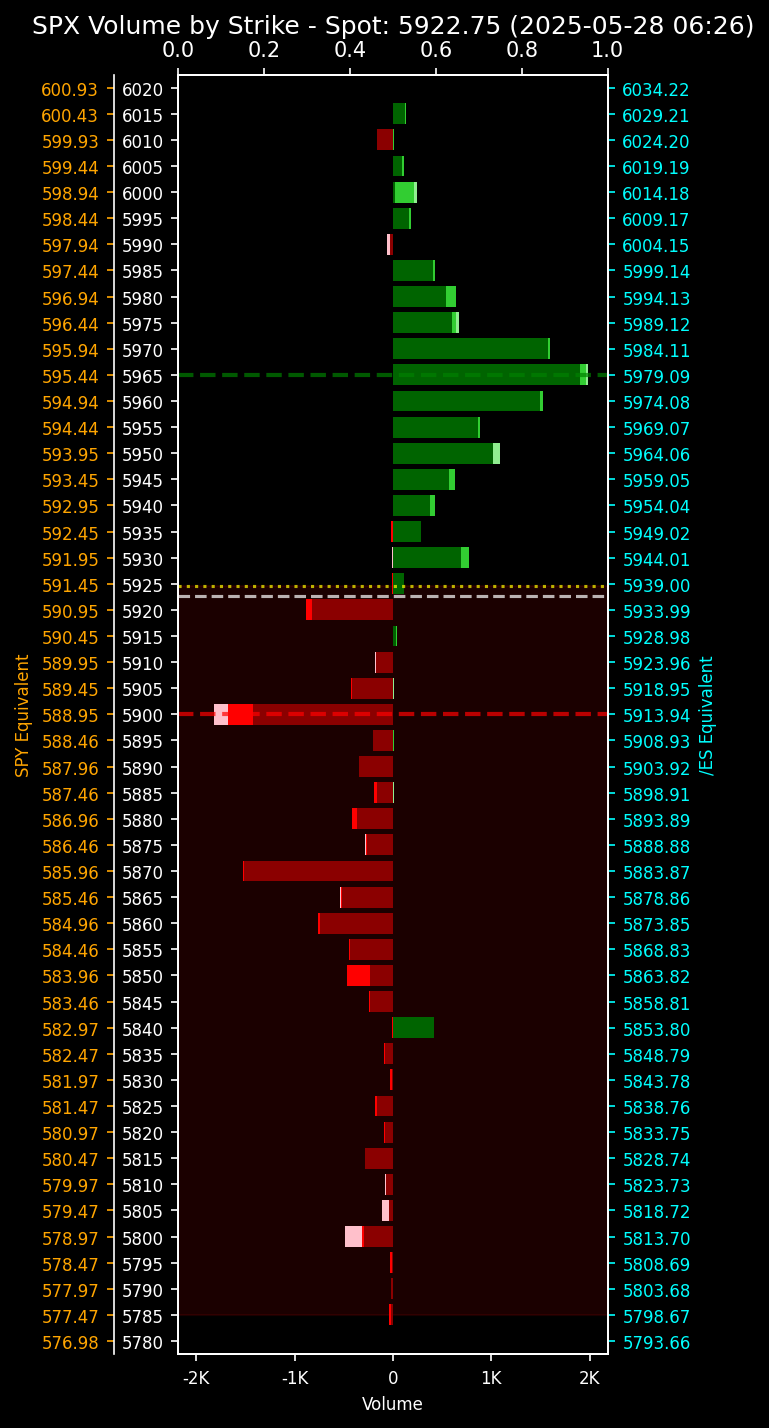 SPX Volume by Strike - Spot: 5922.75 (2025-05-28 06:26)
0.0 0.2 0.4 0.6 0.8 1.0
600.93 6020 6034.22
600.43 6015 6029.21
599.93 6010 6024.20
599.44 6005 6019.19
598.94 6000 6014.18
598.44 5995 6009.17
597.94 5990 6004.15
597.44 5985 5999.14
596.94 5980 5994.13
596.44 5975 5989.12
595.94 5970 5984.11
595.44 5965 5979.09
594.94 5960 5974.08
594.44 5955 5969.07
593.95 5950 5964.06
593.45 5945 5959.05
592.95 5940 5954.04
592.45 5935 5949.02
591.95 5930 5944.01
591.45 5925 5939.00
590.95 5920 5933.99
590.45 5915 5928.98
589.95 5910 5923.96
589.45 5905 5918.95
588.95 5900 5913.94
588.46 5895 5908.93
587.96 5890 5903.92
587.46 5885 5898.91
586.96 5880 5893.89
586.46 5875 5888.88
585.96 5870 5883.87
585.46 5865 5878.86
584.96 5860 5873.85
584.46 5855 5868.83
583.96 5850 5863.82
583.46 5845 5858.81
582.97 5840 5853.80
582.47 5835 5848.79
581.97 5830 5843.78
581.47 5825 5838.76
580.97 5820 5833.75
580.47 5815 5828.74
579.97 5810 5823.73
579.47 5805 5818.72
578.97 5800 5813.70
578.47 5795 5808.69
577.97 5790 5803.68
577.47 5785 5798.67
576.98 5780 5793.66
SPY Equivalent
/ES Equivalent
-2K -1K 0 1K 2K
Volume